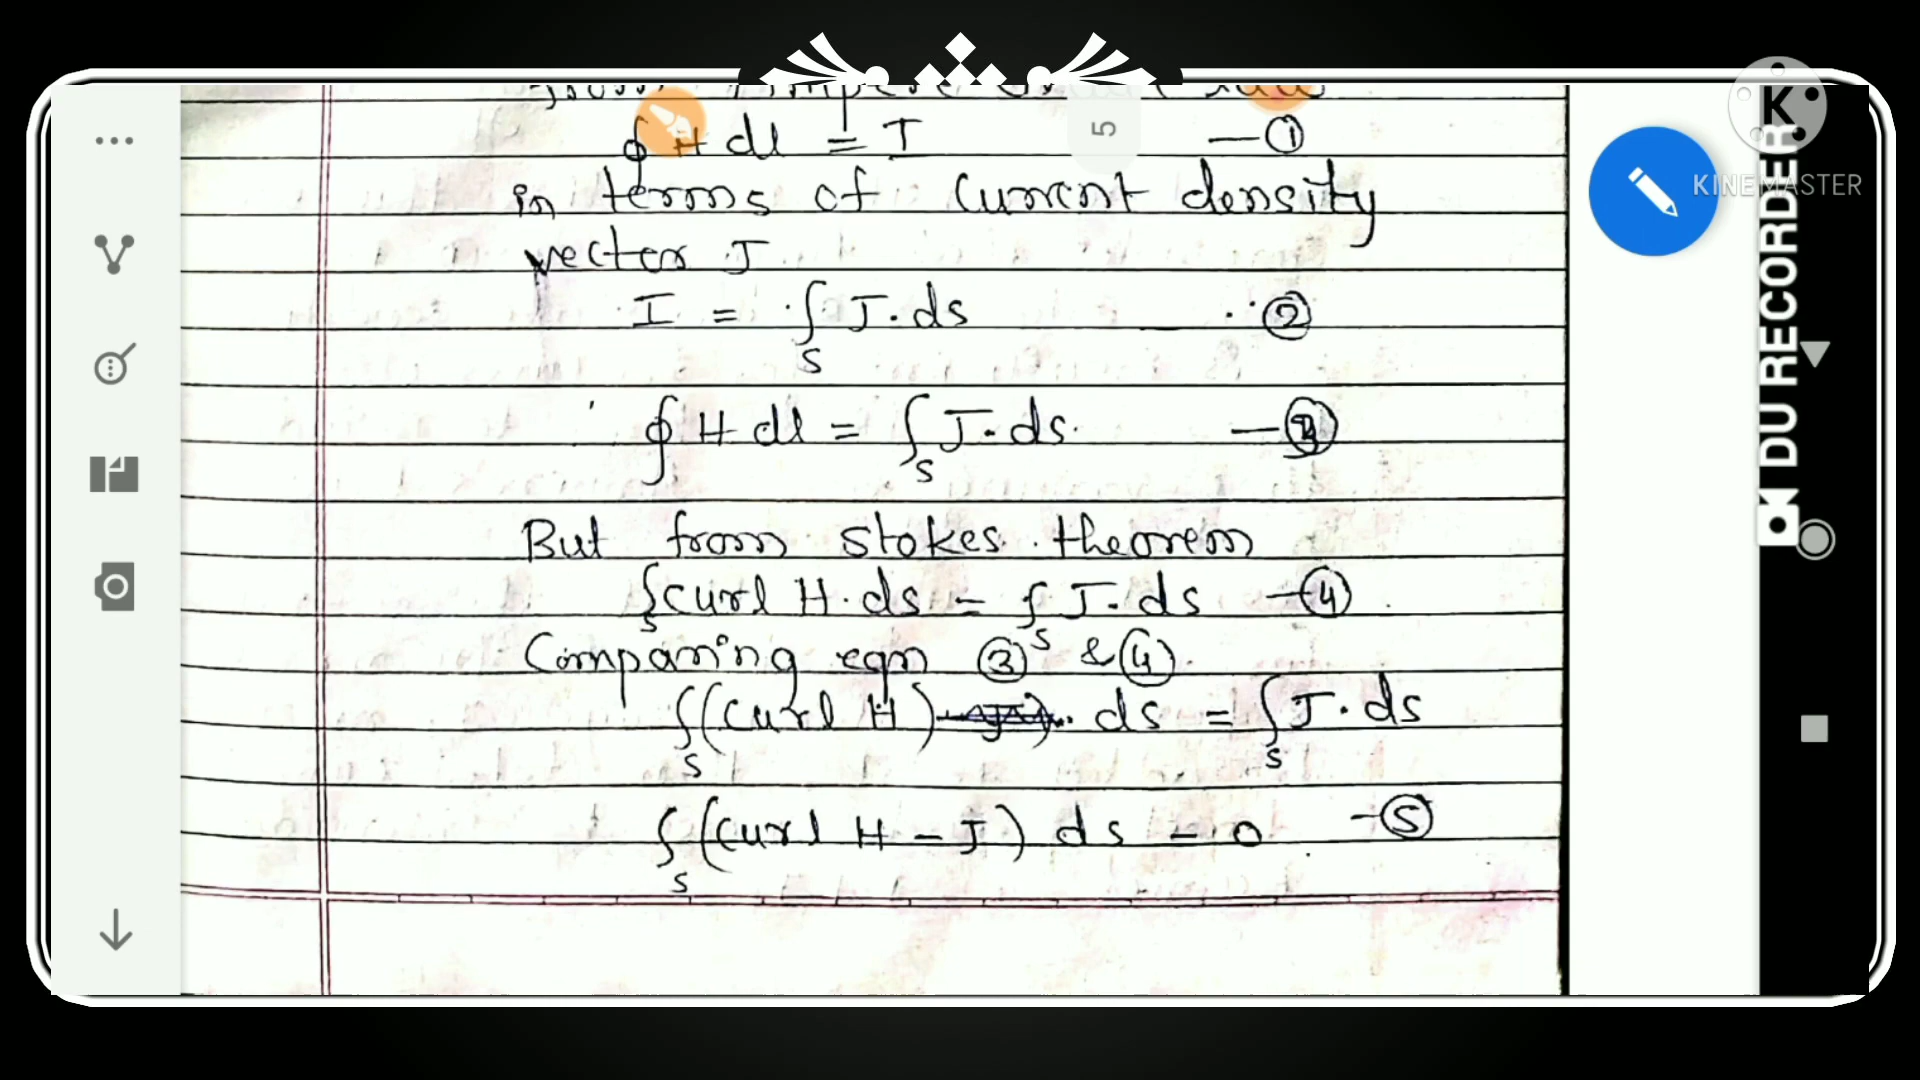 ∮ H dl = I —①
in terms of current density
vector J
I = ∫ J. ds ②
S
∮ H dl = ∫ J. ds. —③
S
But from stokes theorem
∫ curl H. ds = ∫ J. ds —④
S S
Comparing eqn ③ & ④.
∫ (curl H) . ds = ∫ J. ds
S S
∫ (curl H – J) ds = 0 –⑤
S
5
K
KINEMASTER
DU RECORDER